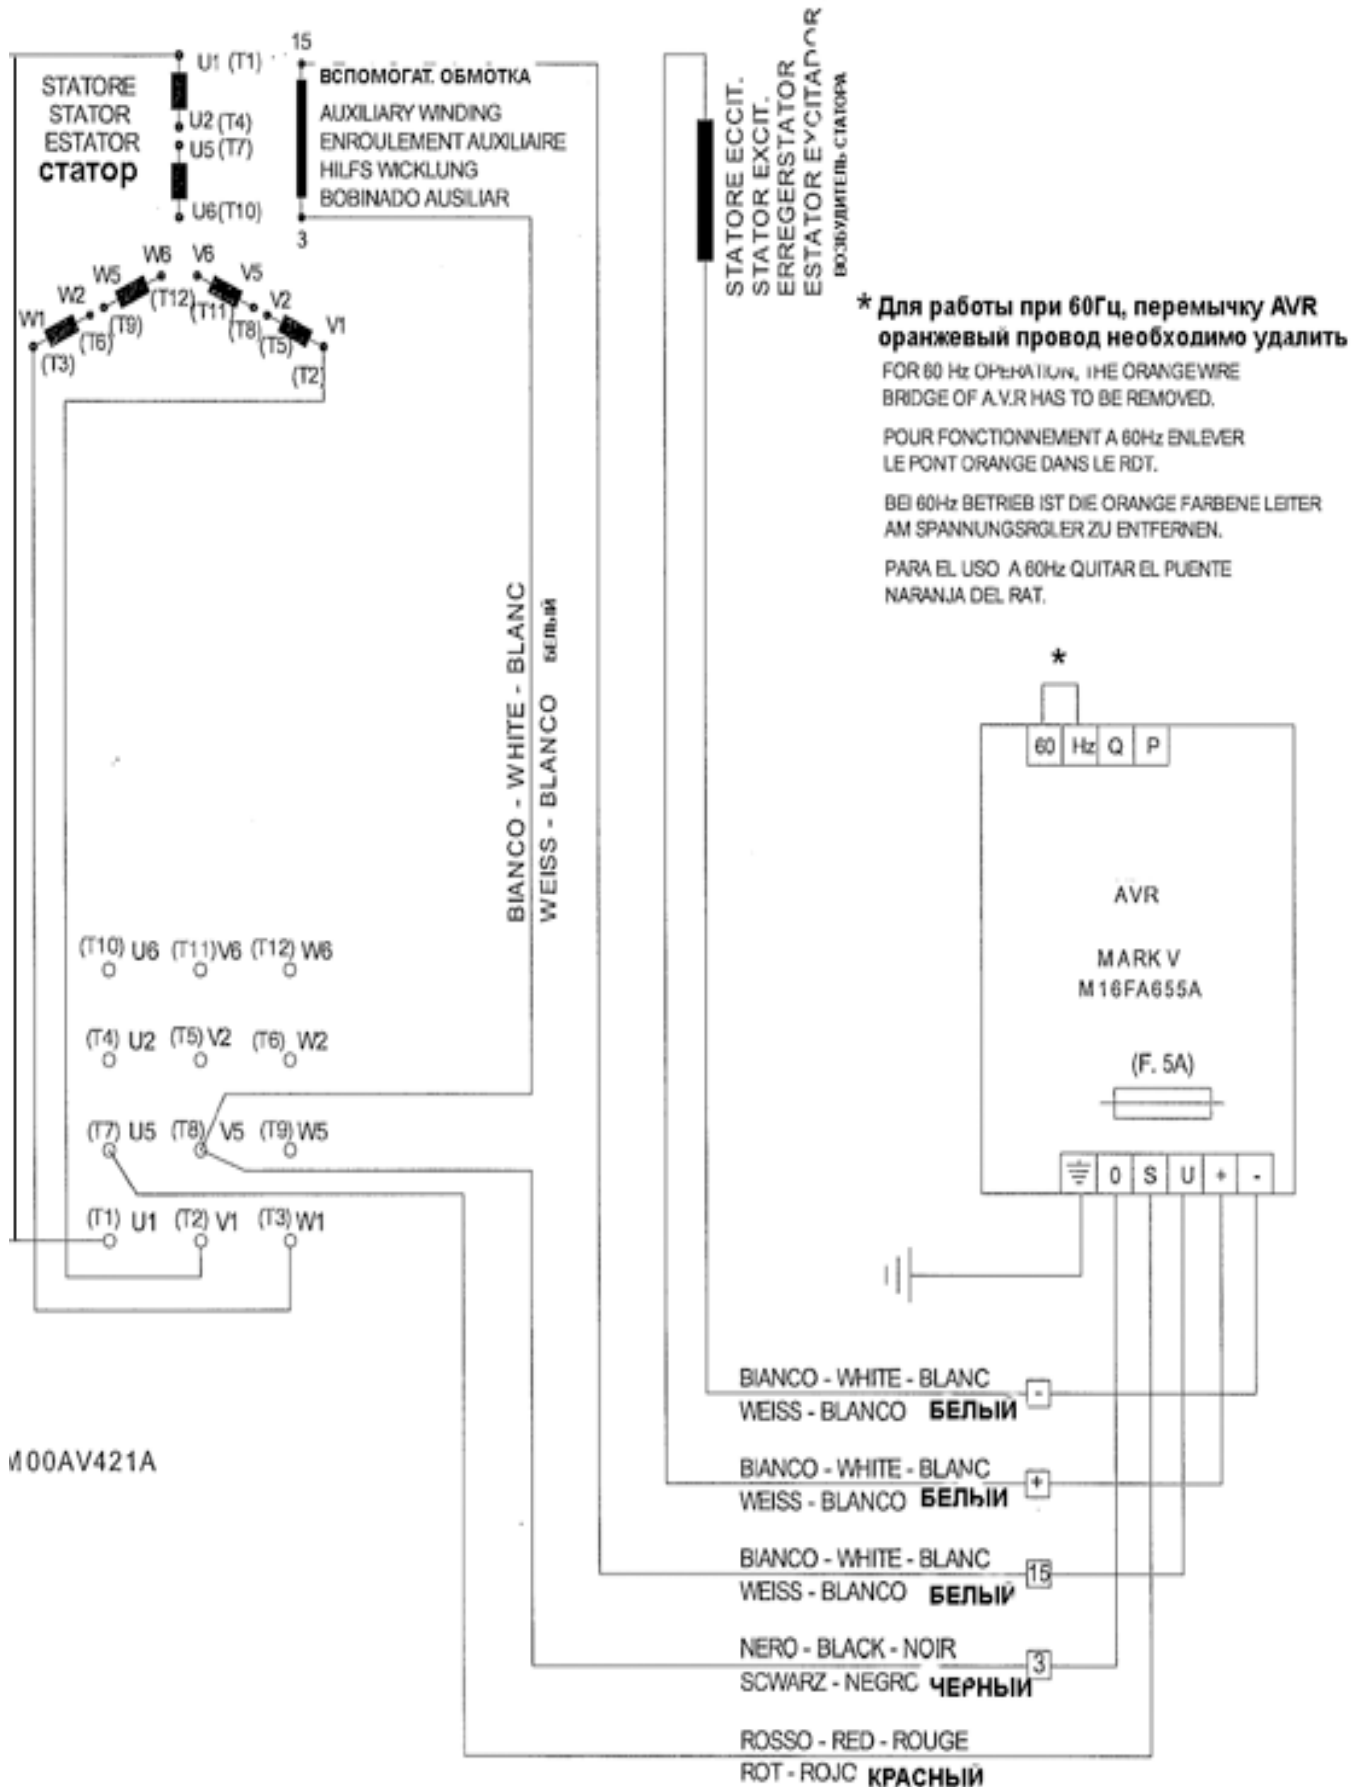 15
U1 (T1)
STATORE
STATOR
ESTATOR
статор
U2 (T4)
U5 (T7)
U6(T10)
ВСПОМОГАТ. ОБМОТКА
AUXILIARY WINDING
ENROULEMENT AUXILIAIRE
HILFS WICKLUNG
BOBINADO AUSILIAR
3
STATORE ECCIT.
STATOR EXCIT.
ERREGERSTATOR
ESTATOR EYCITADOR
ВОЗБУДИТЕЛЬ СТАТОРА
W6
W5
W2
W1
(T12)
(T9)
(T6)
(T3)
V6
V5
V2
V1
(T11)
(T8)
(T5)
(T2)
* Для работы при 60Гц, перемычку AVR
оранжевый провод необходимо удалить
FOR 60 Hz OPERATION, THE ORANGE WIRE
BRIDGE OF A.V.R HAS TO BE REMOVED.
POUR FONCTIONNEMENT A 60Hz ENLEVER
LE PONT ORANGE DANS LE RDT.
BEI 60Hz BETRIEB IST DIE ORANGE FARBENE LEITER
AM SPANNUNGSRGLER ZU ENTFERNEN.
PARA EL USO A 60Hz QUITAR EL PUENTE
NARANJA DEL RAT.
BIANCO - WHITE - BLANC
WEISS - BLANCO БЕЛЫЙ
*
60 Hz Q P
AVR
MARK V
M16FA655A
(F. 5A)
0 S U + -
(T10) U6 (T11) V6 (T12) W6
(T4) U2 (T5) V2 (T6) W2
(T7) U5 (T8) V5 (T9) W5
(T1) U1 (T2) V1 (T3) W1
M00AV421A
BIANCO - WHITE - BLANC
WEISS - BLANCO БЕЛЫЙ
-
BIANCO - WHITE - BLANC
WEISS - BLANCO БЕЛЫЙ
+
BIANCO - WHITE - BLANC
WEISS - BLANCO БЕЛЫЙ
15
NERO - BLACK - NOIR
SCWARZ - NEGRO ЧЕРНЫЙ
3
ROSSO - RED - ROUGE
ROT - ROJO КРАСНЫЙ